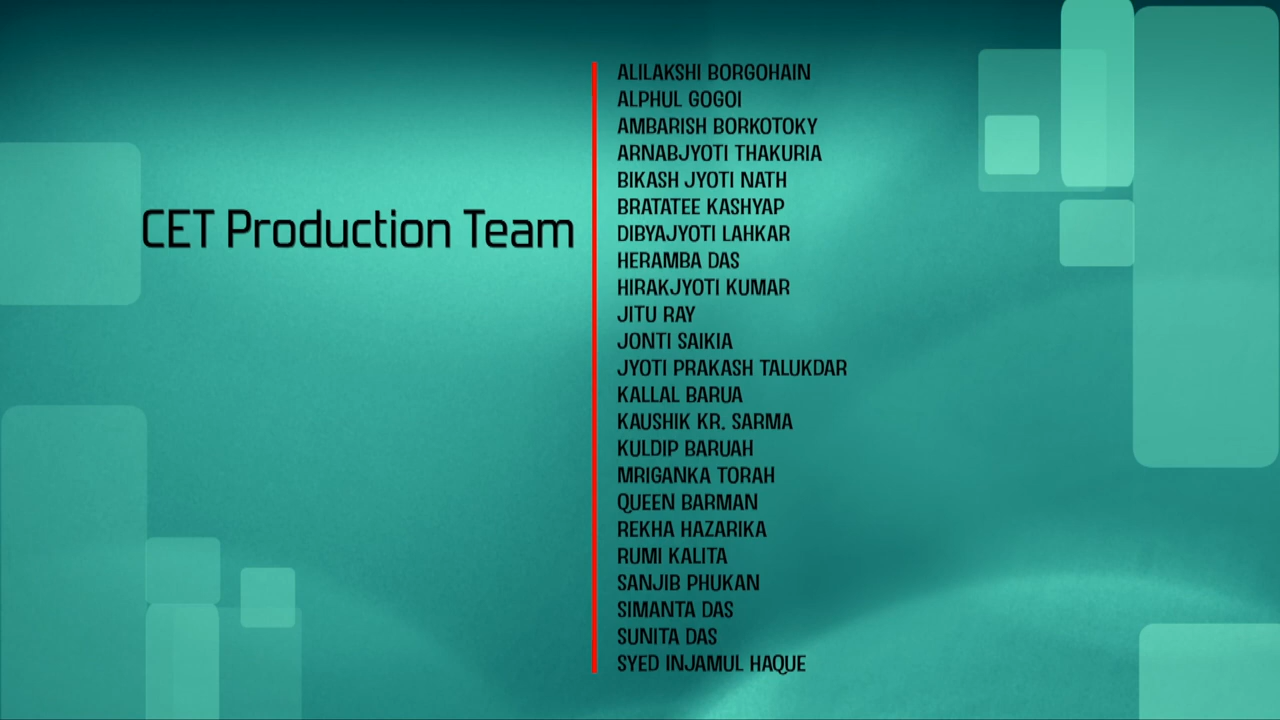 CET Production Team
ALILAKSHI BORGOHAIN
ALPHUL GOGOI
AMBARISH BORKOTOKY
ARNABJYOTI THAKURIA
BIKASH JYOTI NATH
BRATATEE KASHYAP
DIBYAJYOTI LAHKAR
HERAMBA DAS
HIRAKJYOTI KUMAR
JITU RAY
JONTI SAIKIA
JYOTI PRAKASH TALUKDAR
KALLAL BARUA
KAUSHIK KR. SARMA
KULDIP BARUAH
MRIGANKA TORAH
QUEEN BARMAN
REKHA HAZARIKA
RUMI KALITA
SANJIB PHUKAN
SIMANTA DAS
SUNITA DAS
SYED INJAMUL HAQUE